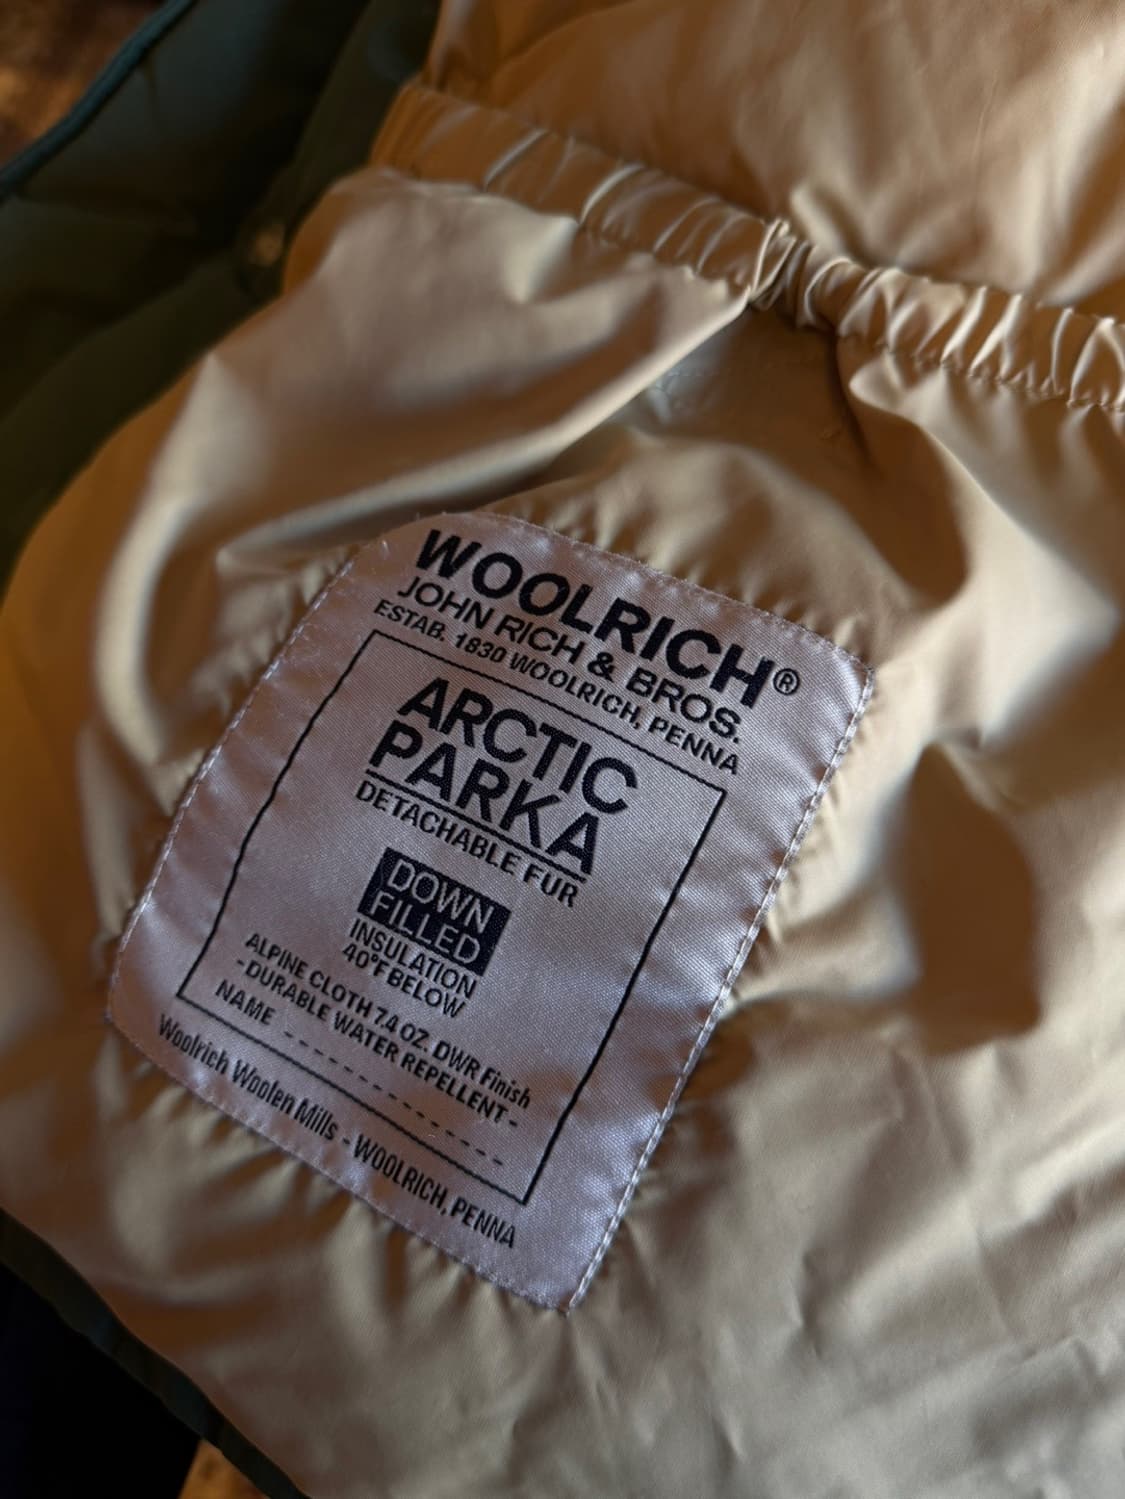 WOOLRICH®
JOHN RICH & BROS.
ESTAB. 1830 WOOLRICH, PENNA
ARCTIC
PARKA
DETACHABLE FUR
DOWN
FILLED
INSULATION
40°F BELOW
ALPINE CLOTH 7.4 OZ. DWR Finish
-DURABLE WATER REPELLENT-
NAME --------------
Woolrich Woolen Mills - WOOLRICH, PENNA